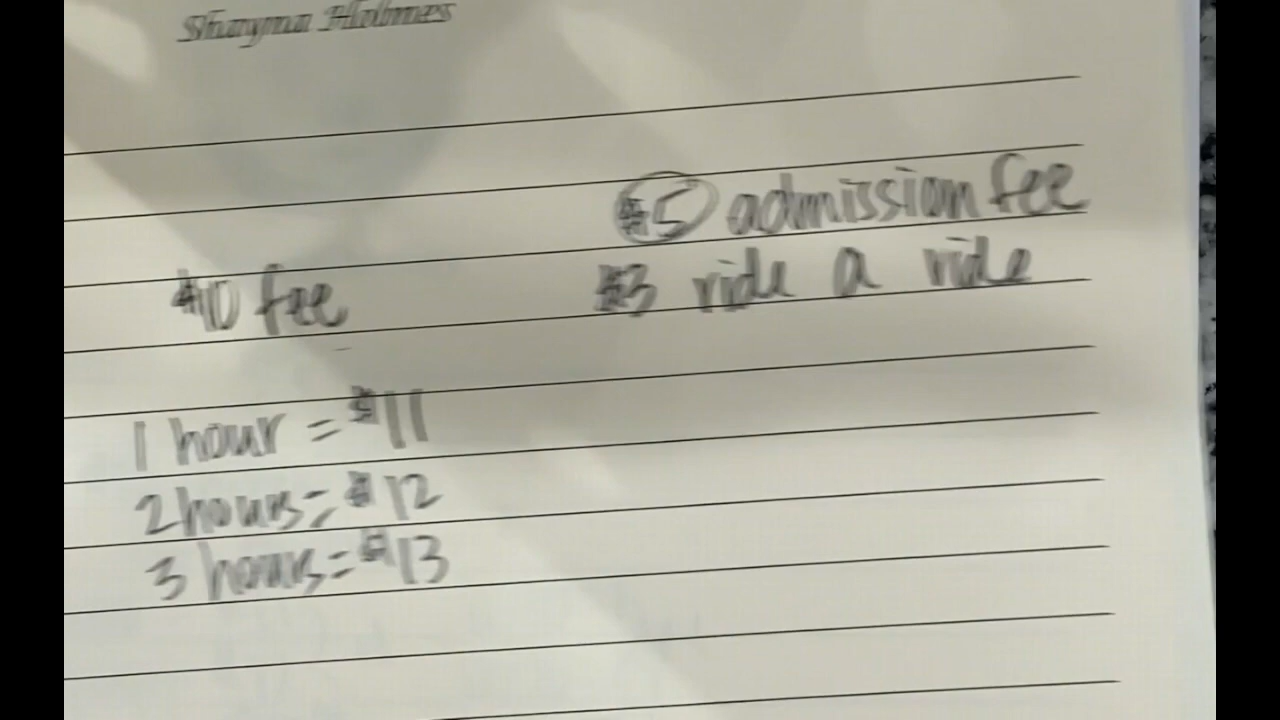 Shayna Holmes
$5 admission fee
$3 ride a ride
$10 fee
1 hour = $11
2 hours = $12
3 hours = $13